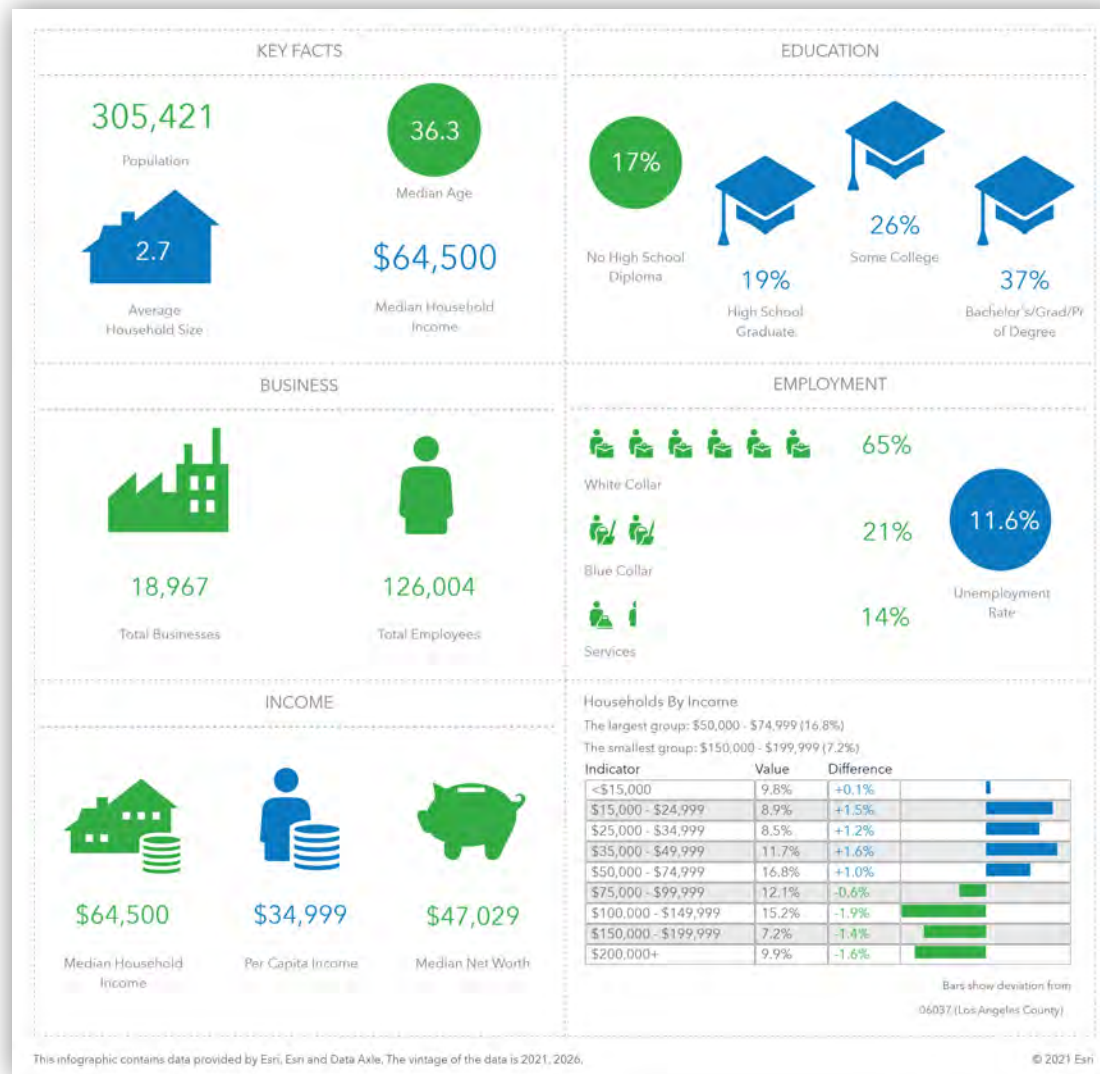 KEY FACTS
305,421
Population
36.3
Median Age
2.7
Average
Household Size
$64,500
Median Household
Income
EDUCATION
17%
No High School
Diploma
19%
High School
Graduate
26%
Some College
37%
Bachelor's/Grad/Pr
of Degree
BUSINESS
18,967
Total Businesses
126,004
Total Employees
EMPLOYMENT
65%
White Collar
21%
Blue Collar
14%
Services
11.6%
Unemployment
Rate
INCOME
$64,500
Median Household
Income
$34,999
Per Capita Income
$47,029
Median Net Worth
Households By Income
The largest group: $50,000 - $74,999 (16.8%)
The smallest group: $150,000 - $199,999 (7.2%)
Indicator Value Difference
<$15,000 9.8% +0.1%
$15,000 - $24,999 8.9% +1.5%
$25,000 - $34,999 8.5% +1.2%
$35,000 - $49,999 11.7% +1.6%
$50,000 - $74,999 16.8% +1.0%
$75,000 - $99,999 12.1% -0.6%
$100,000 - $149,999 15.2% -1.9%
$150,000 - $199,999 7.2% -1.4%
$200,000+ 9.9% -1.6%
Bars show deviation from
06037 (Los Angeles County)
This infographic contains data provided by Esri, Esri and Data Axle. The vintage of the data is 2021, 2026.
© 2021 Esri